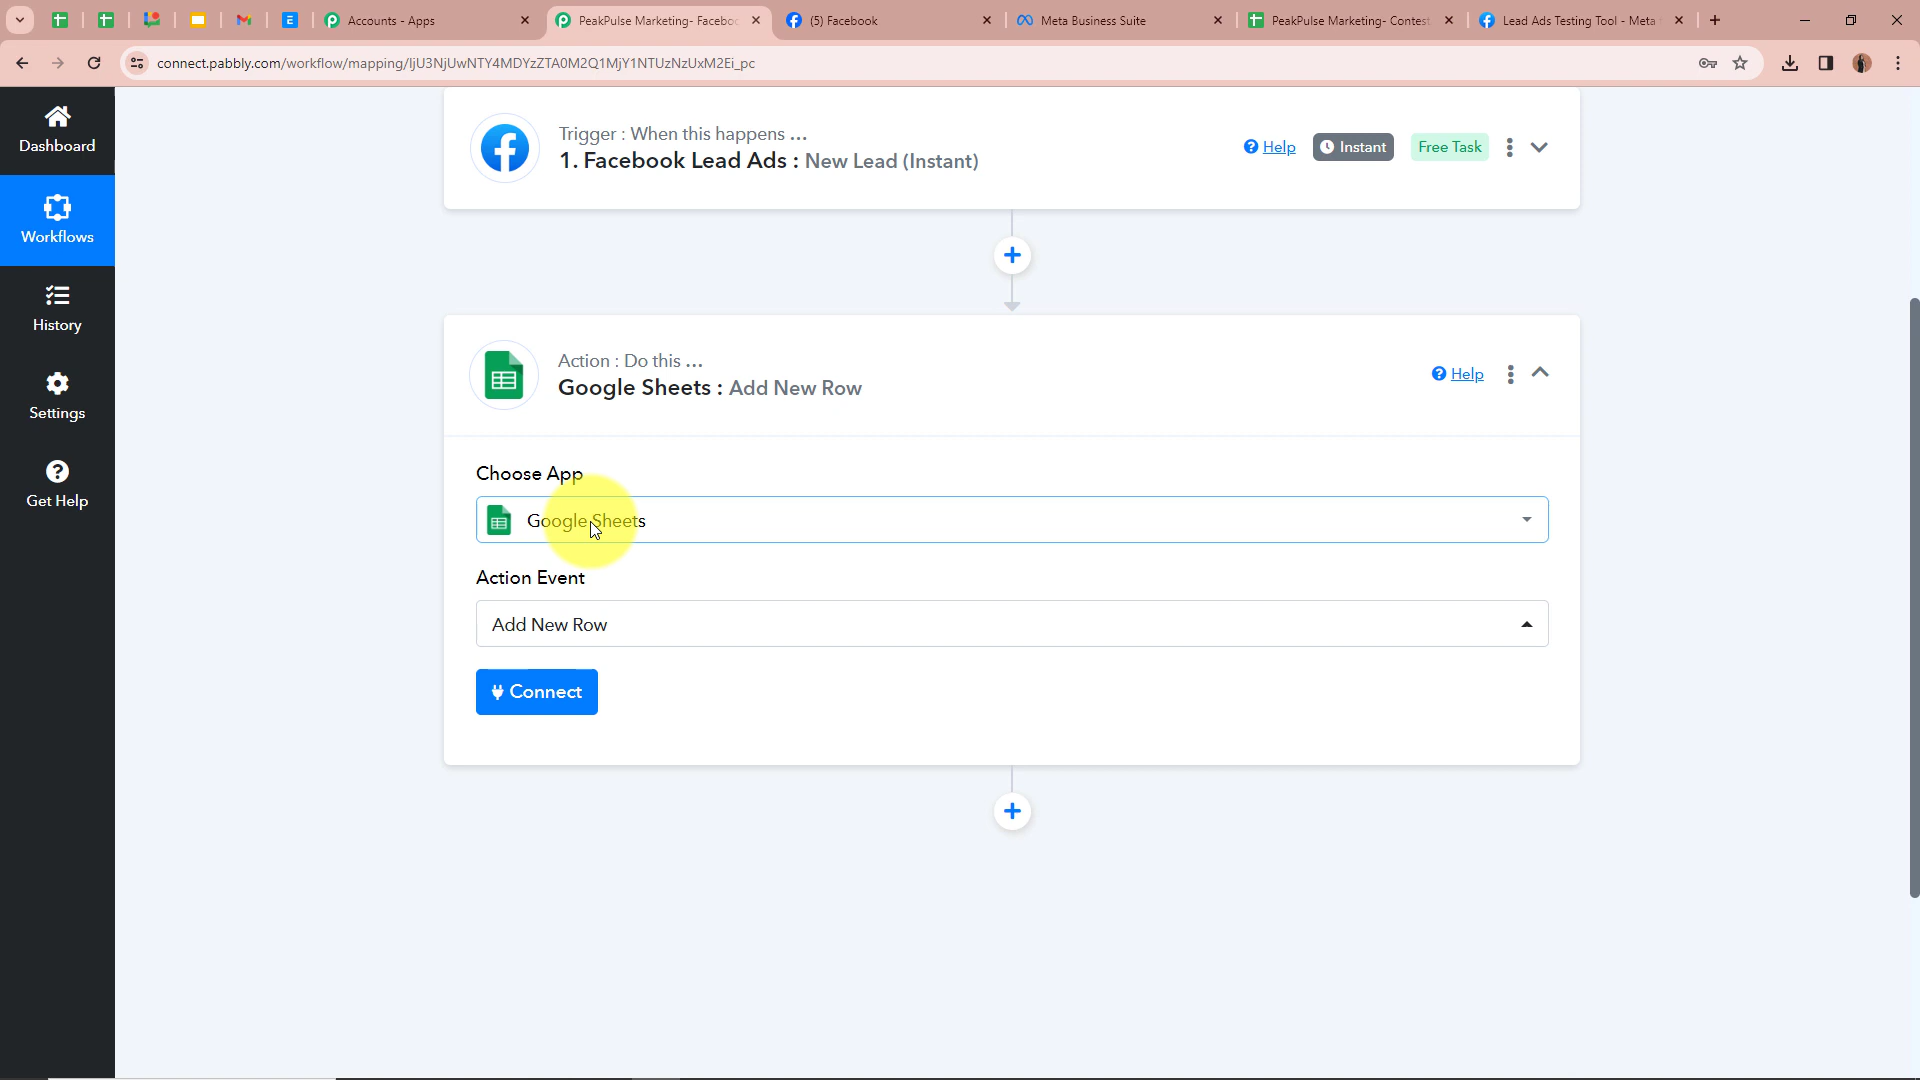 Accounts - Apps
PeakPulse Marketing- Faceboo
(5) Facebook
Meta Business Suite
PeakPulse Marketing- Contest
Lead Ads Testing Tool - Meta
connect.pabbly.com/workflow/mapping/IjU3NjUwNTY4MDYzZTA0M2Q1MjY1NTUzNzUxM2Ei_pc
Dashboard
Workflows
History
Settings
Get Help
Trigger : When this happens ...
1. Facebook Lead Ads : New Lead (Instant)
Help
Instant
Free Task
Action : Do this ...
Google Sheets : Add New Row
Help
Choose App
Google Sheets
Action Event
Add New Row
Connect